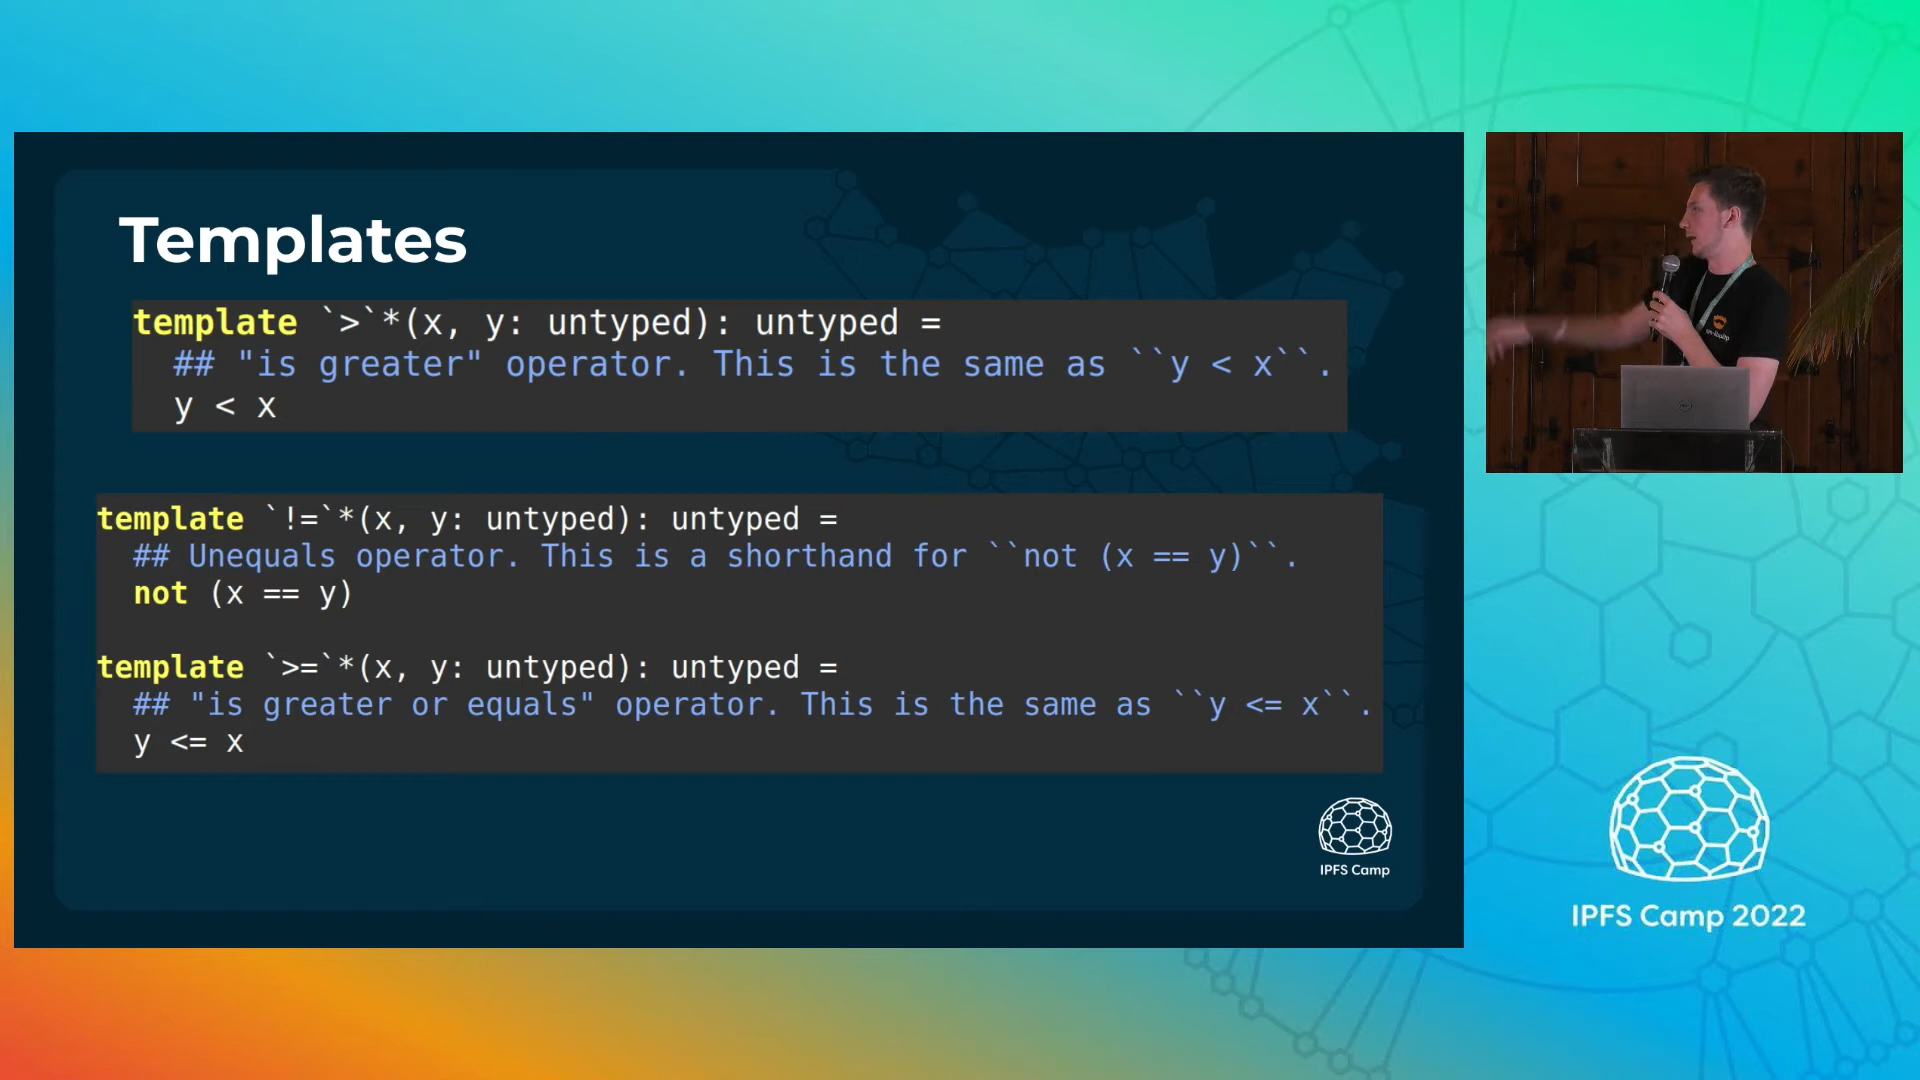 Templates
template `>`*(x, y: untyped): untyped =
## "is greater" operator. This is the same as ``y < x``.
y < x
template `!=`*(x, y: untyped): untyped =
## Unequals operator. This is a shorthand for ``not (x == y)``.
not (x == y)
template `>=`*(x, y: untyped): untyped =
## "is greater or equals" operator. This is the same as ``y <= x``.
y <= x
IPFS Camp
IPFS Camp 2022